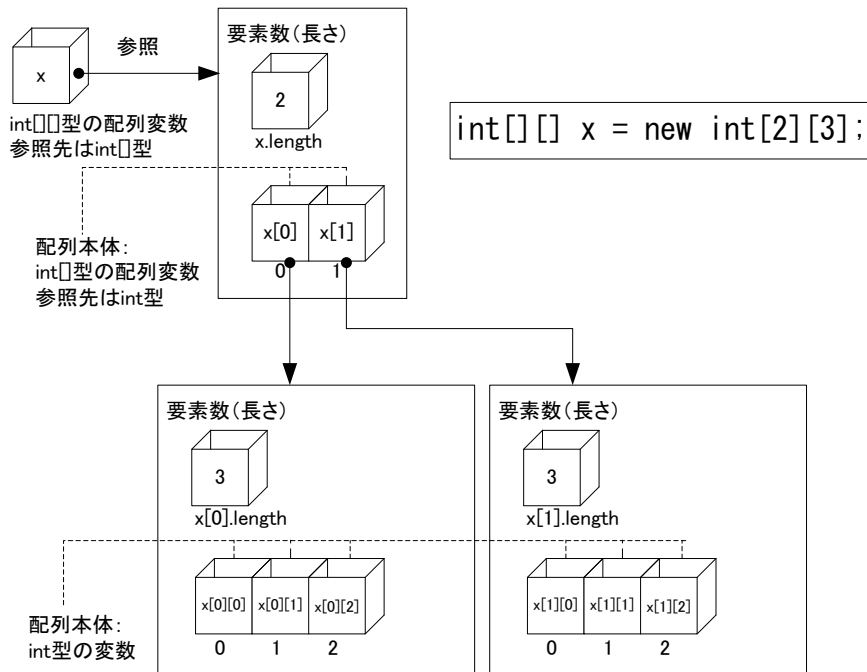 x
参照
int[][]型の配列変数
参照先はint[]型
要素数(長さ)
2
x.length
int[][] x = new int[2][3];
x[0] x[1]
0 1
配列本体:
int[]型の配列変数
参照先はint型
要素数(長さ)
3
x[0].length
x[0][0] x[0][1] x[0][2]
0 1 2
要素数(長さ)
3
x[1].length
x[1][0] x[1][1] x[1][2]
0 1 2
配列本体:
int型の変数